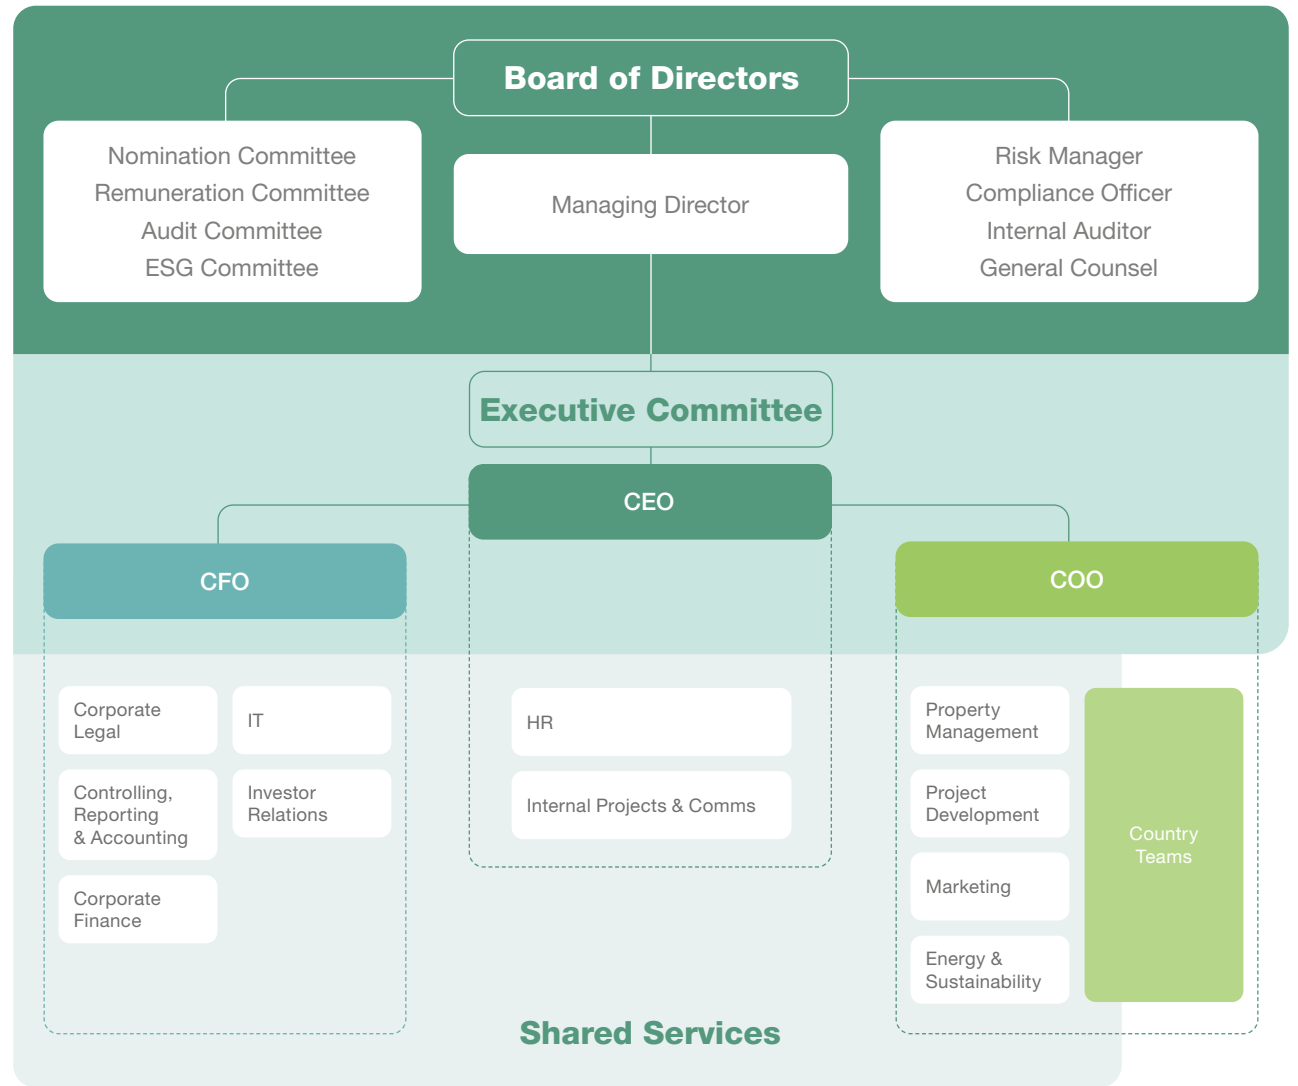 Board of Directors
Nomination Committee
Remuneration Committee
Audit Committee
ESG Committee
Managing Director
Risk Manager
Compliance Officer
Internal Auditor
General Counsel
Executive Committee
CEO
CFO
COO
Corporate
Legal
IT
Controlling,
Reporting
& Accounting
Investor
Relations
Corporate
Finance
HR
Internal Projects & Comms
Property
Management
Project
Development
Marketing
Energy &
Sustainability
Country
Teams
Shared Services